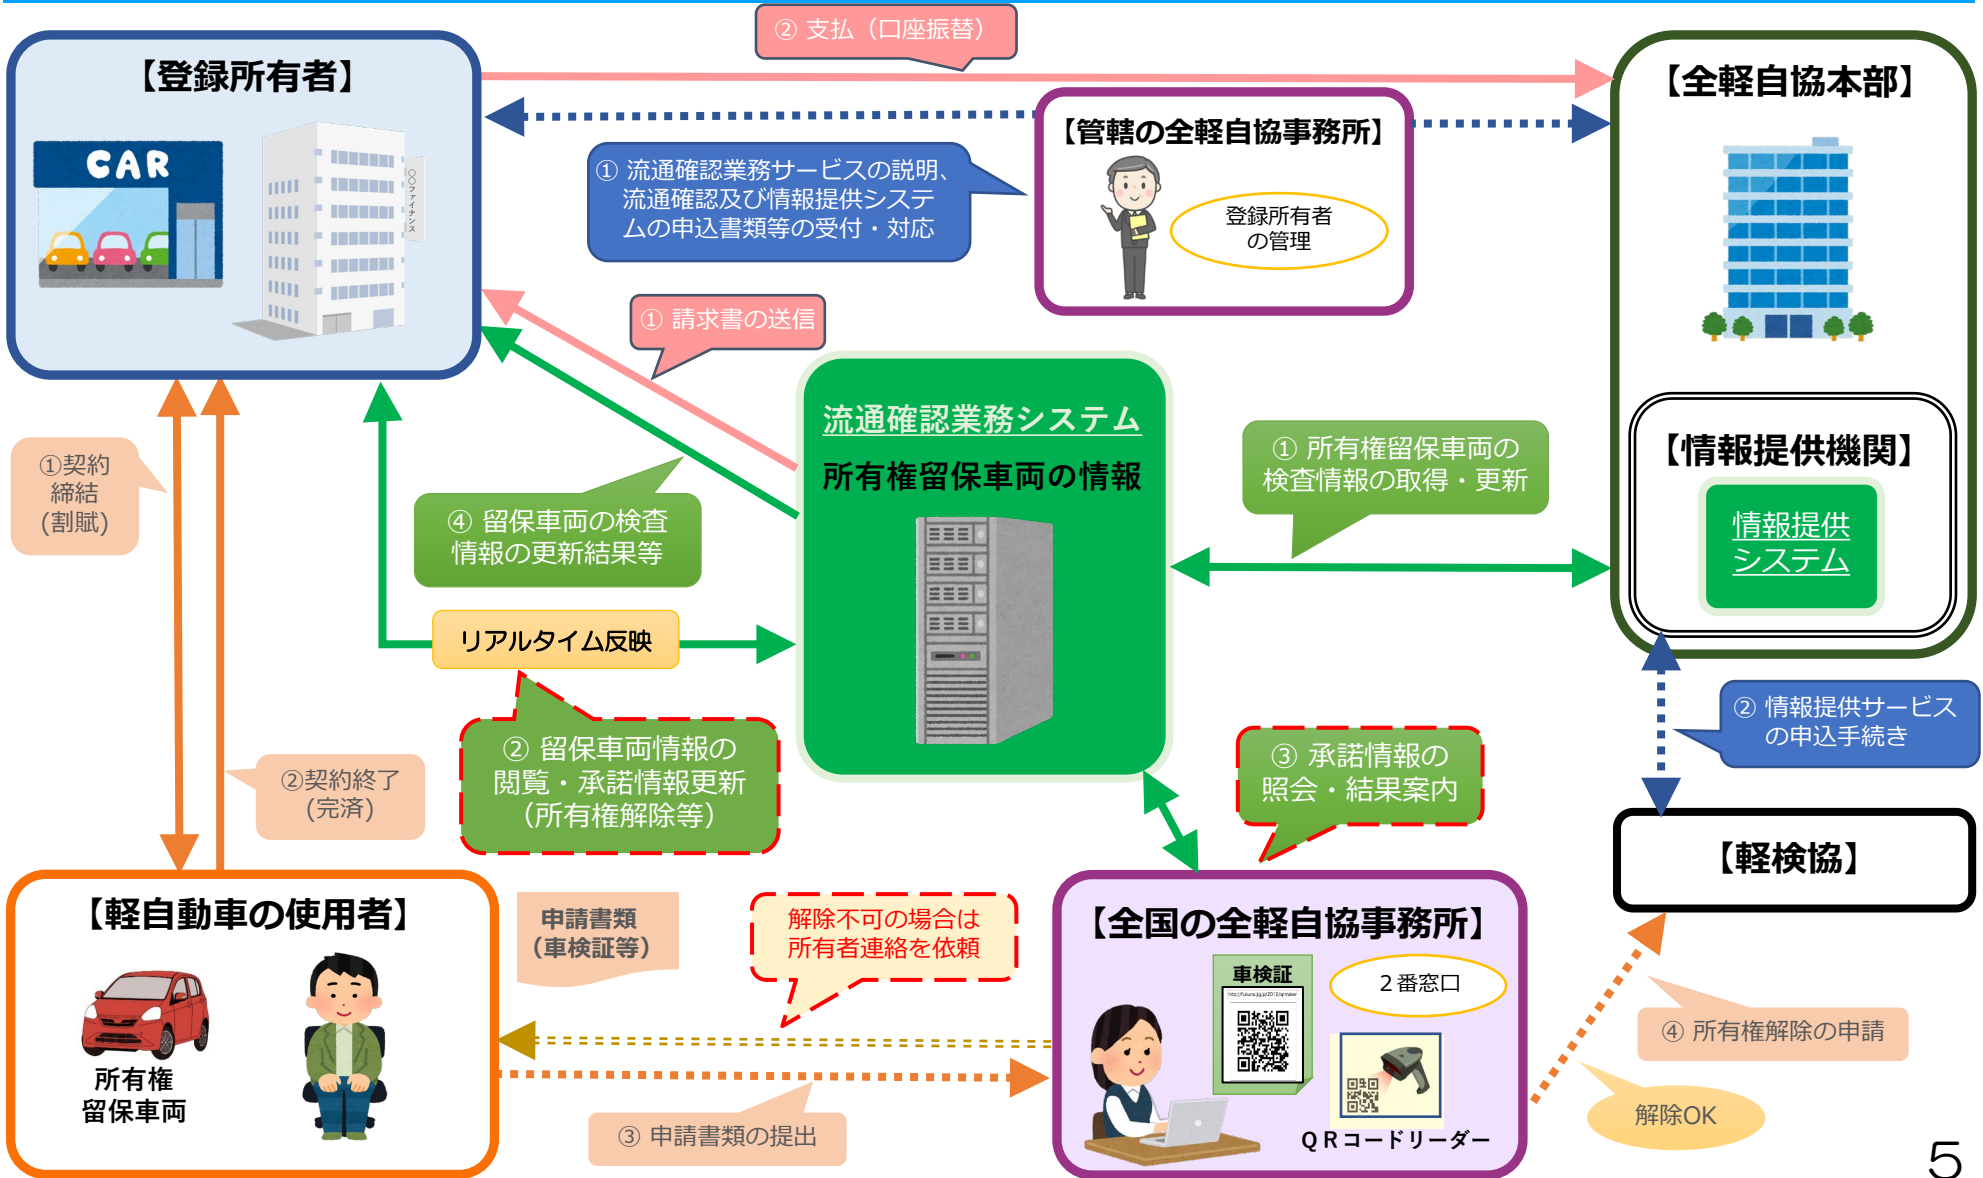 ② 支払（口座振替）
【登録所有者】
CAR
〇〇ファイナンス
【管轄の全軽自協事務所】
登録所有者
の管理
【全軽自協本部】
① 流通確認業務サービスの説明、
流通確認及び情報提供システ
ムの申込書類等の受付・対応
① 請求書の送信
流通確認業務システム
所有権留保車両の情報
① 所有権留保車両の
検査情報の取得・更新
【情報提供機関】
情報提供
システム
①契約
締結
(割賦)
④ 留保車両の検査
情報の更新結果等
リアルタイム反映
② 留保車両情報の
閲覧・承諾情報更新
（所有権解除等）
③ 承諾情報の
照会・結果案内
② 情報提供サービス
の申込手続き
②契約終了
(完済)
【軽検協】
【軽自動車の使用者】
所有権
留保車両
申請書類
（車検証等）
解除不可の場合は
所有者連絡を依頼
【全国の全軽自協事務所】
車検証
２番窓口
ＱＲコードリーダー
③ 申請書類の提出
④ 所有権解除の申請
解除OK
5